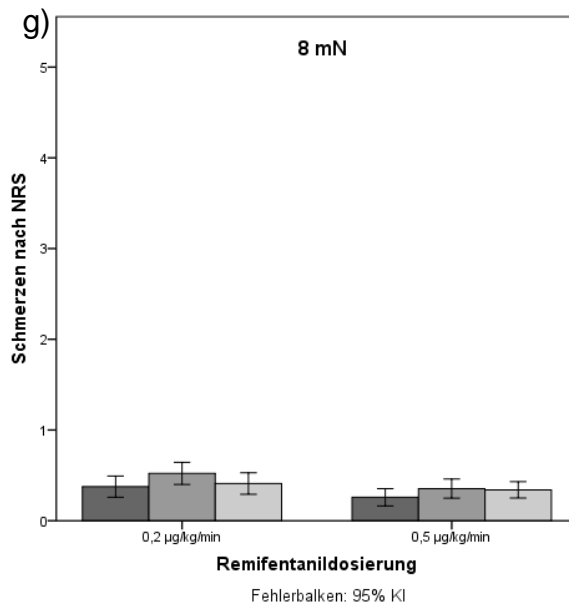 g)
8 mN
Schmerzen nach NRS
5
4
3
2
1
0
0,2 µg/kg/min
0,5 µg/kg/min
Remifentanildosierung
Fehlerbalken: 95% KI